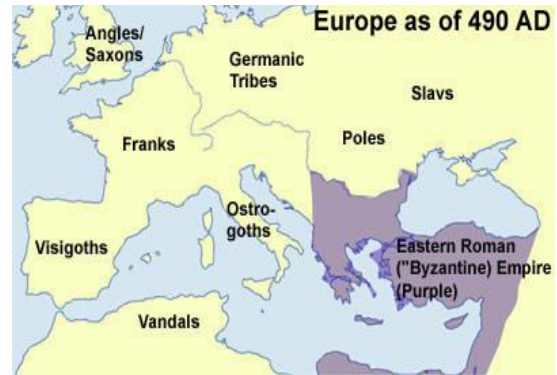 Europe as of 490 AD
Angles/
Saxons
Germanic
Tribes
Slavs
Franks
Poles
Ostro-
goths
Visigoths
Eastern Roman
("Byzantine) Empire
(Purple)
Vandals